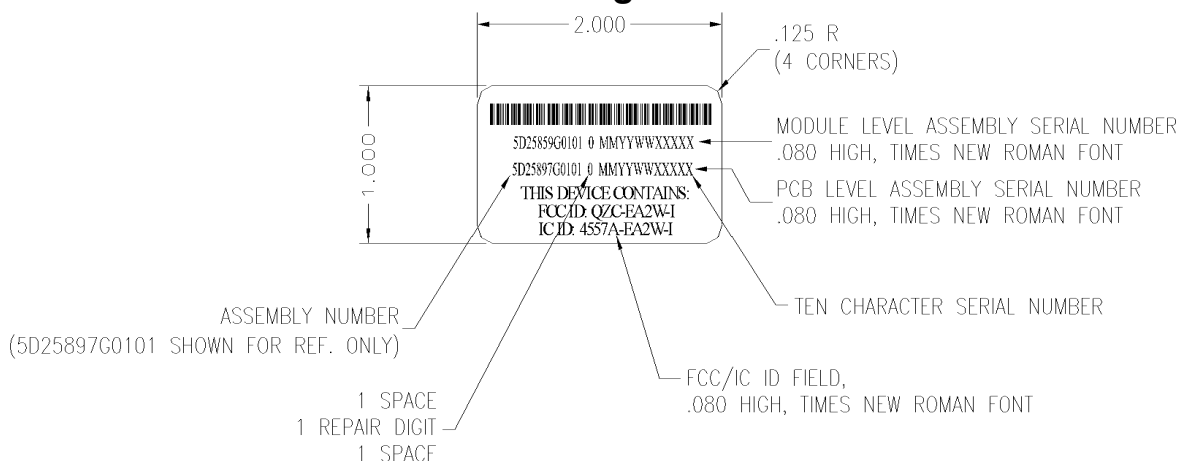 2.000
.125 R
(4 CORNERS)
1.000
5D25859G0101 0 MMYYWWXXXXX
MODULE LEVEL ASSEMBLY SERIAL NUMBER
.080 HIGH, TIMES NEW ROMAN FONT
5D25897G0101 0 MMYYWWXXXXX
PCB LEVEL ASSEMBLY SERIAL NUMBER
.080 HIGH, TIMES NEW ROMAN FONT
THIS DEVICE CONTAINS:
FCC ID: QZC-EA2W-I
IC ID: 4557A-EA2W-I
ASSEMBLY NUMBER
(5D25897G0101 SHOWN FOR REF. ONLY)
TEN CHARACTER SERIAL NUMBER
FCC/IC ID FIELD,
.080 HIGH, TIMES NEW ROMAN FONT
1 SPACE
1 REPAIR DIGIT
1 SPACE